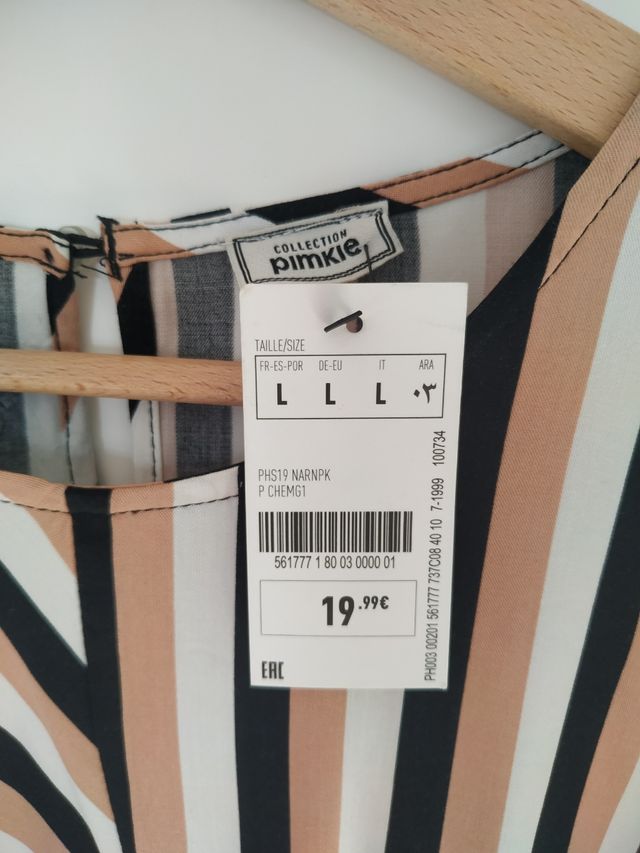 COLLECTION
pimkie
TAILLE/SIZE
FR-ES-POR DE-EU IT ARA
L L L ٠٣
PHS19 NARNPK
P CHEMG1
561777 1 80 03 0000 01
19.99€
EAC
PH003 00201 561777 737C08 40 10 7-1999 100734